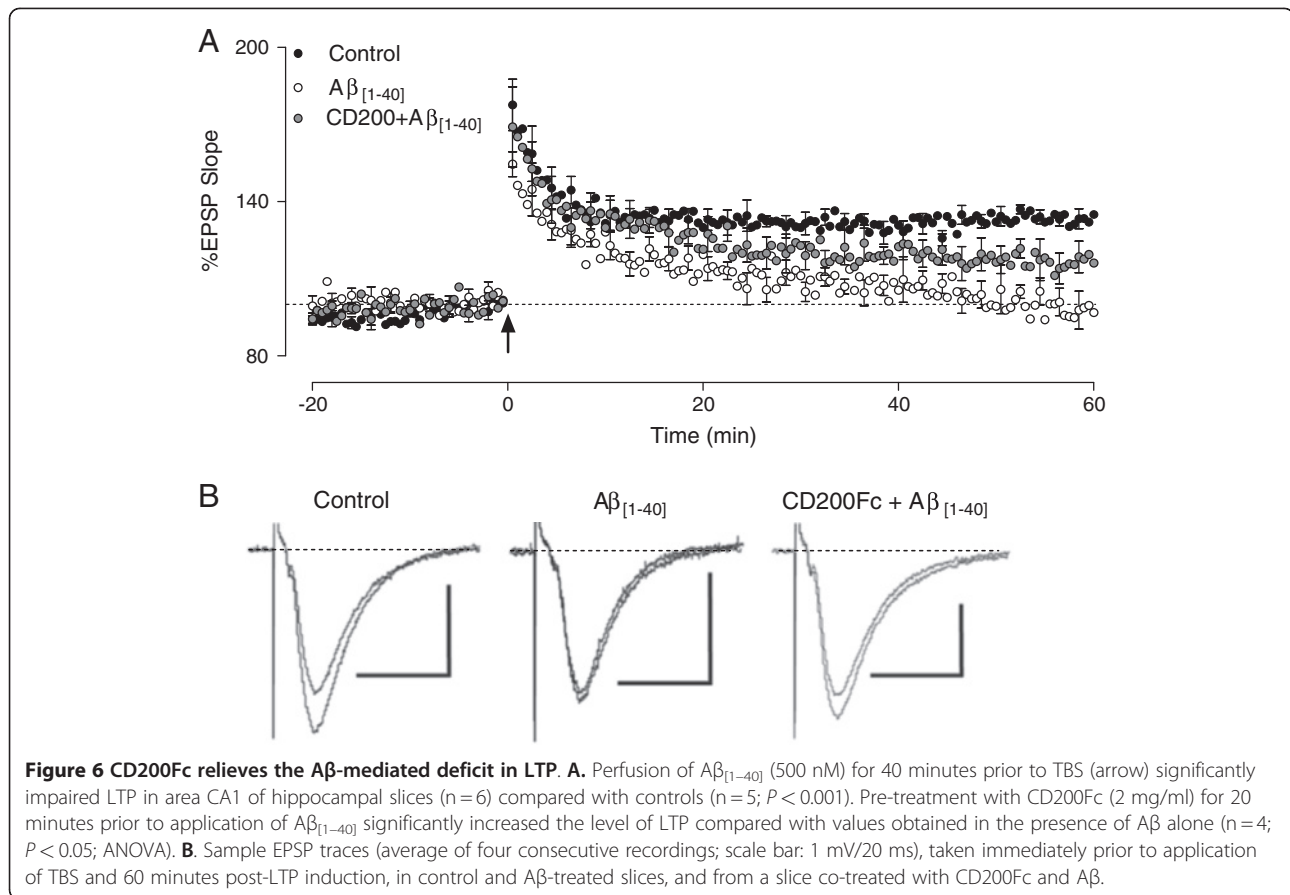 A
200
140
80
%EPSP Slope
Control
Aβ[1-40]
CD200+Aβ[1-40]
-20 0 20 40 60
Time (min)
B
Control Aβ[1-40] CD200Fc + Aβ[1-40]
Figure 6 CD200Fc relieves the Aβ-mediated deficit in LTP. A. Perfusion of Aβ[1–40] (500 nM) for 40 minutes prior to TBS (arrow) significantly
impaired LTP in area CA1 of hippocampal slices (n = 6) compared with controls (n = 5; P < 0.001). Pre-treatment with CD200Fc (2 mg/ml) for 20
minutes prior to application of Aβ[1–40] significantly increased the level of LTP compared with values obtained in the presence of Aβ alone (n = 4;
P < 0.05; ANOVA). B. Sample EPSP traces (average of four consecutive recordings; scale bar: 1 mV/20 ms), taken immediately prior to application
of TBS and 60 minutes post-LTP induction, in control and Aβ-treated slices, and from a slice co-treated with CD200Fc and Aβ.